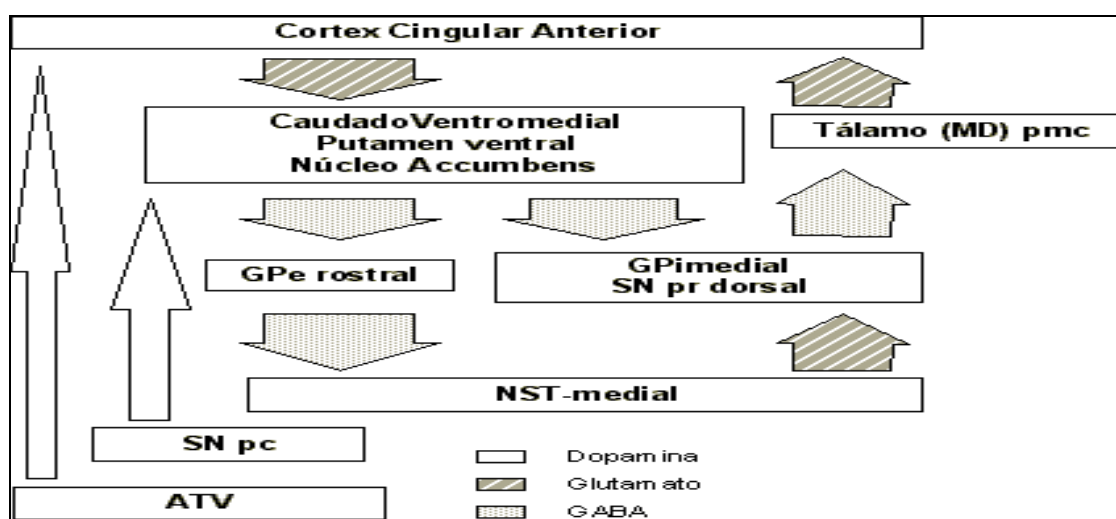 Cortex Cingular Anterior
CaudadoVentromedial
Putamen ventral
Núcleo Accumbens
Tálamo (MD) pmc
GPe rostral
GPimedial
SN pr dorsal
NST-medial
SN pc
ATV
Dopamina
Glutamato
GABA